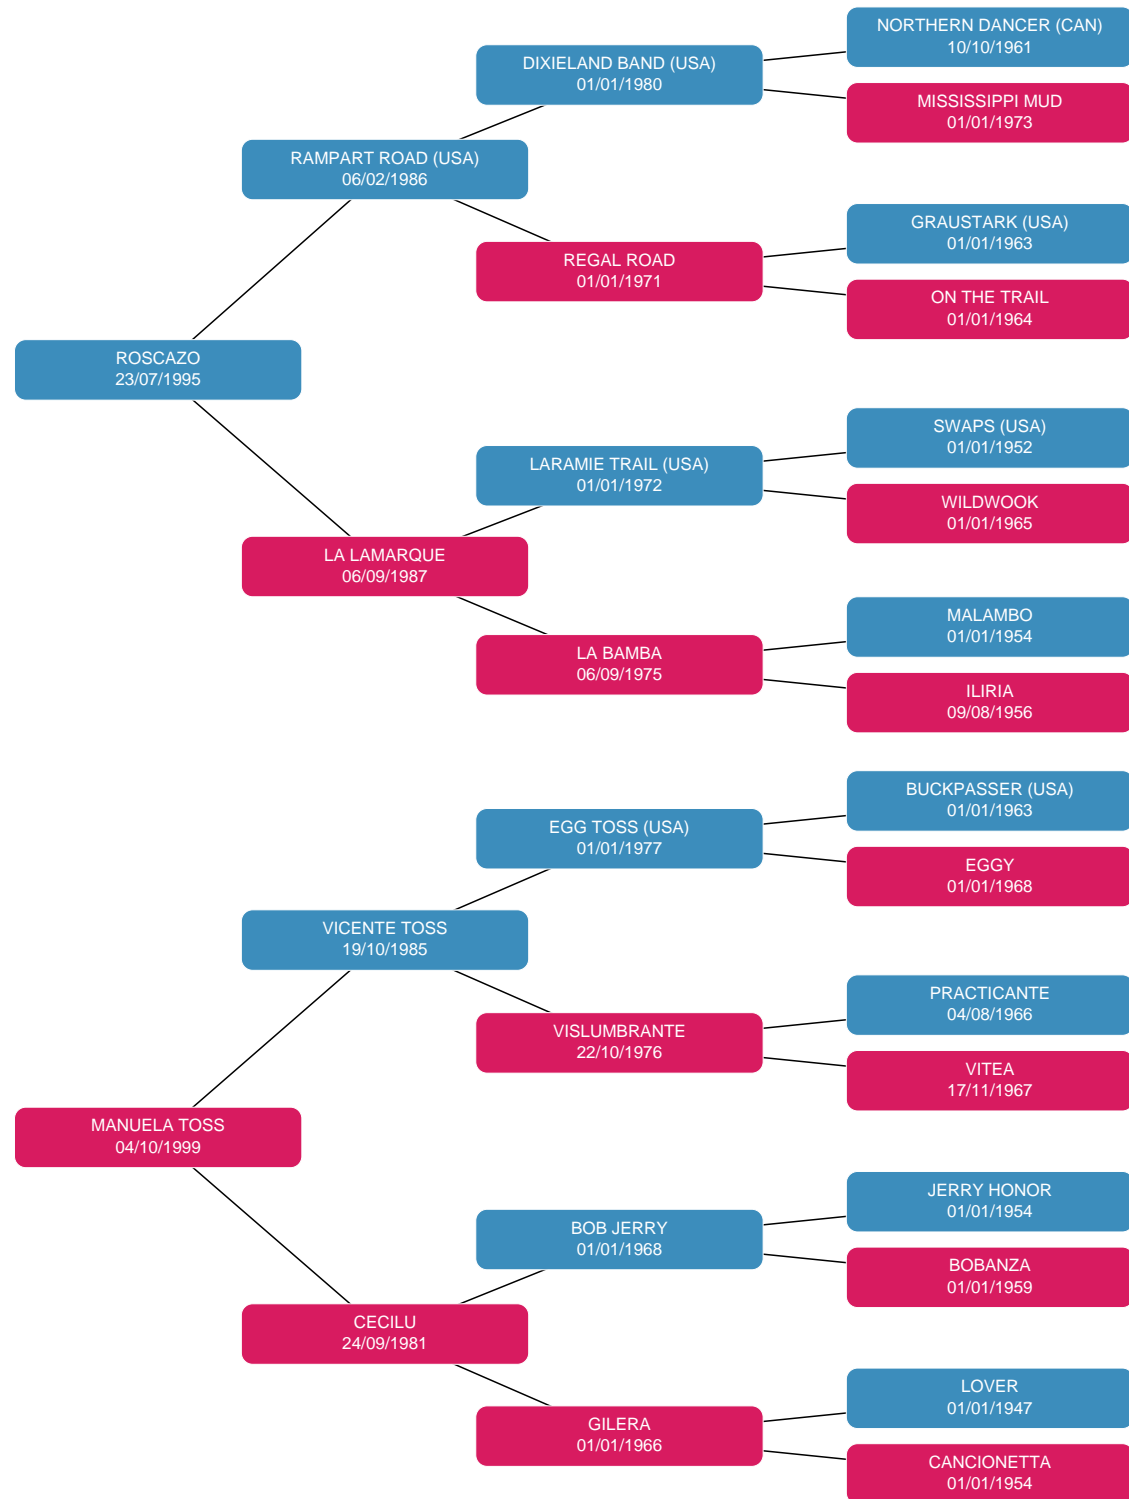 NORTHERN DANCER (CAN)
10/10/1961
DIXIELAND BAND (USA)
01/01/1980
MISSISSIPPI MUD
01/01/1973
RAMPART ROAD (USA)
06/02/1986
GRAUSTARK (USA)
01/01/1963
REGAL ROAD
01/01/1971
ON THE TRAIL
01/01/1964
ROSCAZO
23/07/1995
SWAPS (USA)
01/01/1952
LARAMIE TRAIL (USA)
01/01/1972
WILDWOOK
01/01/1965
LA LAMARQUE
06/09/1987
MALAMBO
01/01/1954
LA BAMBA
06/09/1975
ILIRIA
09/08/1956
BUCKPASSER (USA)
01/01/1963
EGG TOSS (USA)
01/01/1977
EGGY
01/01/1968
VICENTE TOSS
19/10/1985
PRACTICANTE
04/08/1966
VISLUMBRANTE
22/10/1976
VITEA
17/11/1967
MANUELA TOSS
04/10/1999
JERRY HONOR
01/01/1954
BOB JERRY
01/01/1968
BOBANZA
01/01/1959
CECILU
24/09/1981
LOVER
01/01/1947
GILERA
01/01/1966
CANCIONETTA
01/01/1954